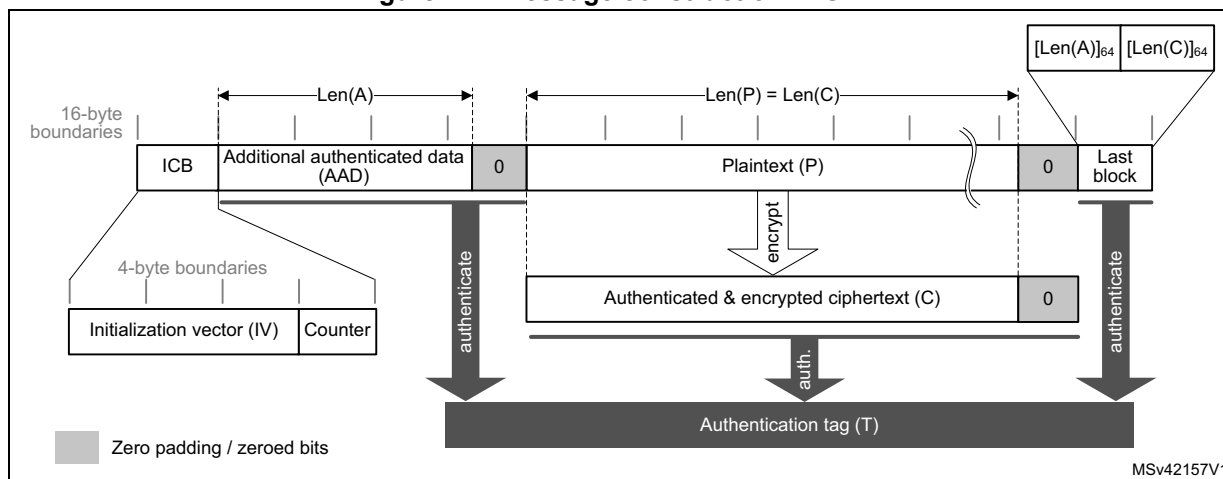 [Len(A)]64 [Len(C)]64
Len(A)
Len(P) = Len(C)
16-byte
boundaries
ICB
Additional authenticated data
(AAD)
0
Plaintext (P)
0
Last
block
encrypt
4-byte boundaries
Initialization vector (IV)
Counter
authenticate
Authenticated & encrypted ciphertext (C)
0
auth.
authenticate
Authentication tag (T)
Zero padding / zeroed bits
MSv42157V1